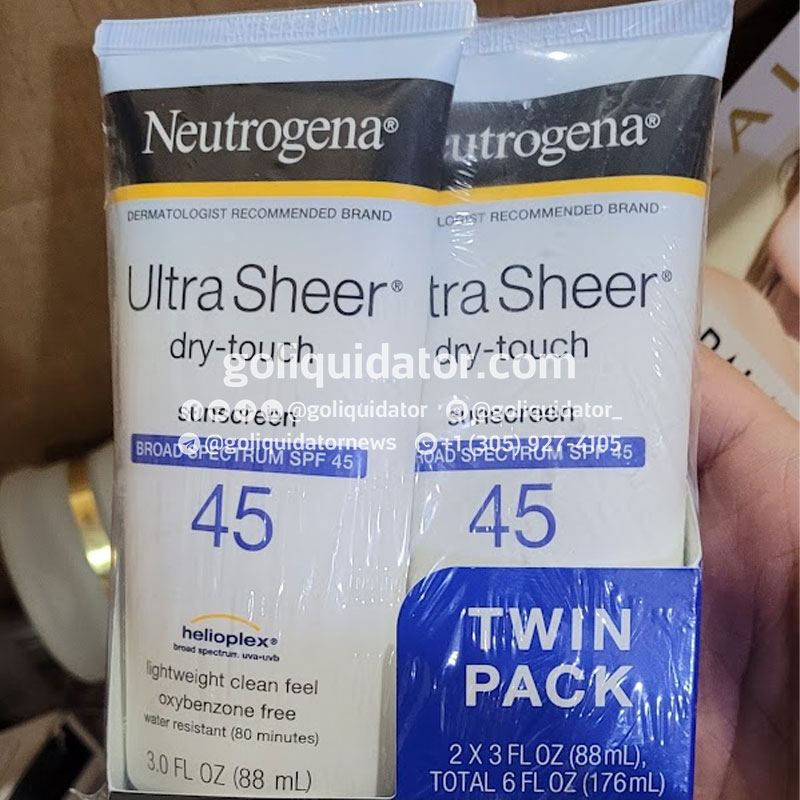 Neutrogena®
DERMATOLOGIST RECOMMENDED BRAND
Ultra Sheer®
dry-touch
sunscreen
BROAD SPECTRUM SPF 45
45
helioplex®
broad spectrum uva-uvb
lightweight clean feel
oxybenzone free
water resistant (80 minutes)
3.0 FL OZ (88 mL)
utrogena®
LOGIST RECOMMENDED BRAND
tra Sheer®
dry-touch
sunscreen
OAD SPECTRUM SPF 45
45
TWIN
PACK
2 X 3 FL OZ (88mL),
TOTAL 6 FL OZ (176mL)
goliquidator.com
@goliquidator @goliquidator_
@goliquidatornews +1 (305) 927-4105